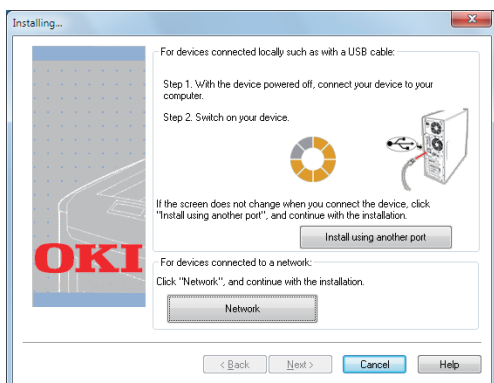 Installing...
For devices connected locally such as with a USB cable:
Step 1. With the device powered off, connect your device to your
computer.
Step 2. Switch on your device.
If the screen does not change when you connect the device, click
"Install using another port", and continue with the installation.
Install using another port
OKI
For devices connected to a network:
Click "Network", and continue with the installation.
Network
< Back Next > Cancel Help